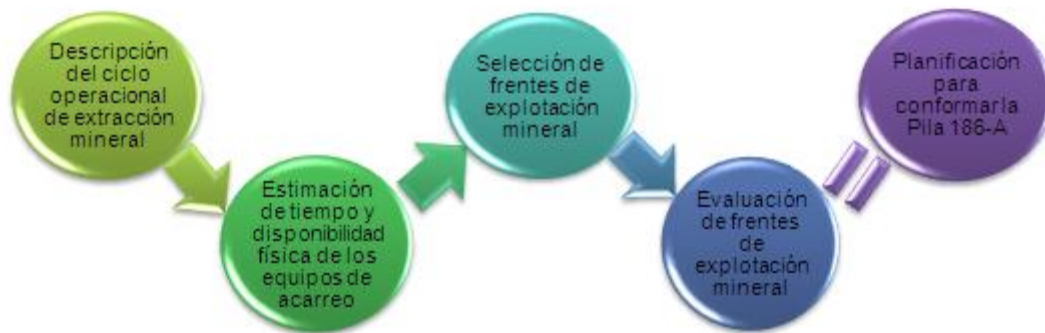 Descripción
del ciclo
operacional
de extracción
mineral
Estimación
de tiempo y
disponibilidad
física de los
equipos de
acarreo
Selección de
frentes de
explotación
mineral
Evaluación
de frentes
de
explotación
mineral
Planificación
para
conformar la
Pila 186-A